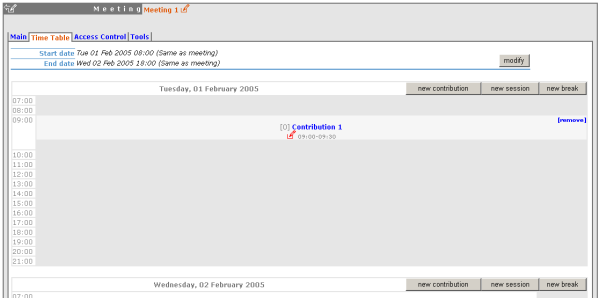 Meeting Meeting 1
Main Time Table Access Control Tools
Start date Tue 01 Feb 2005 08:00 (Same as meeting)
End date Wed 02 Feb 2005 18:00 (Same as meeting)
modify
Tuesday, 01 February 2005 new contribution new session new break
07:00
08:00
09:00 [remove]
[0] Contribution 1
09:00-09:30
10:00
11:00
12:00
13:00
14:00
15:00
16:00
17:00
18:00
19:00
20:00
21:00
Wednesday, 02 February 2005 new contribution new session new break
07:00